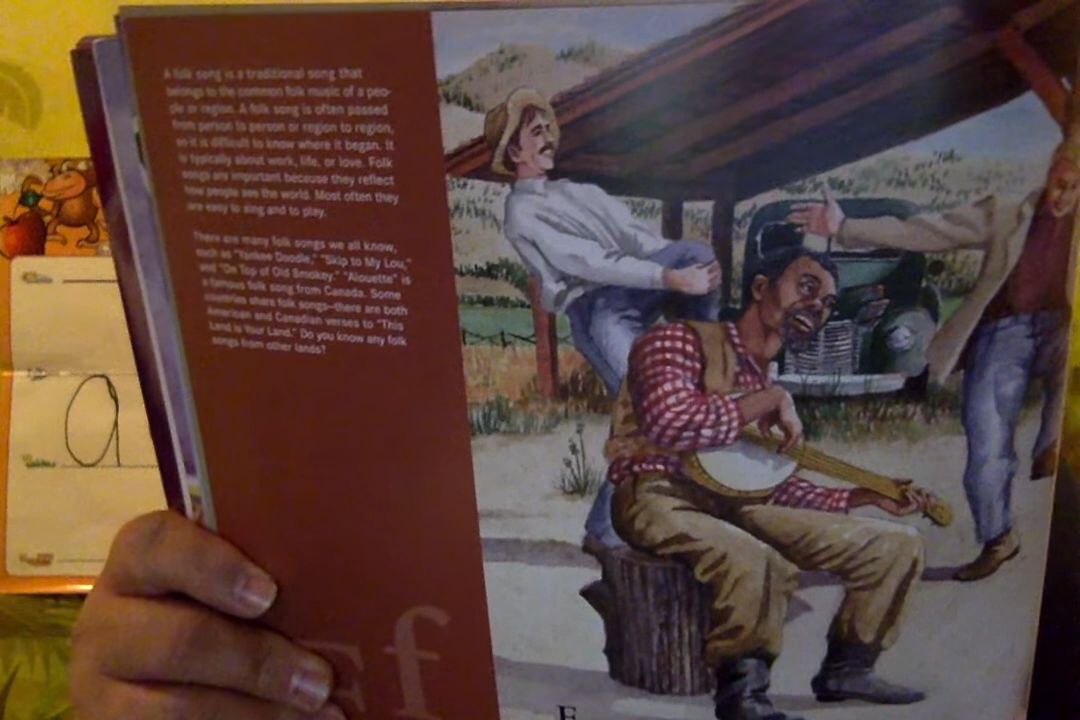 A folk song is a traditional song that
belongs to the common folk music of a peo-
ple or region. A folk song is often passed
from person to person or region to region,
so it is difficult to know where it began. It
is typically about work, life, or love. Folk
songs are important because they reflect
how people see the world. Most often they
are easy to sing and to play.
There are many folk songs we all know,
such as "Yankee Doodle," "Skip to My Lou,"
and "On Top of Old Smokey." "Alouette" is
a famous folk song from Canada. Some
countries share folk songs—there are both
American and Canadian verses to "This
Land is Your Land." Do you know any folk
songs from other lands?
F f
F
a